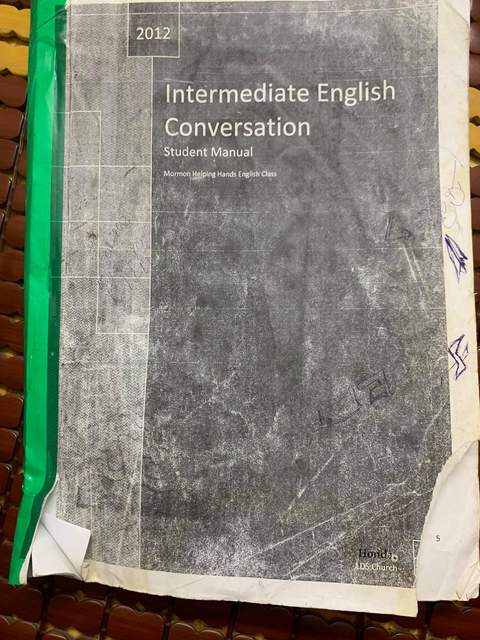 2012
Intermediate English
Conversation
Student Manual
Mormon Helping Hands English Class
5
LDS Church